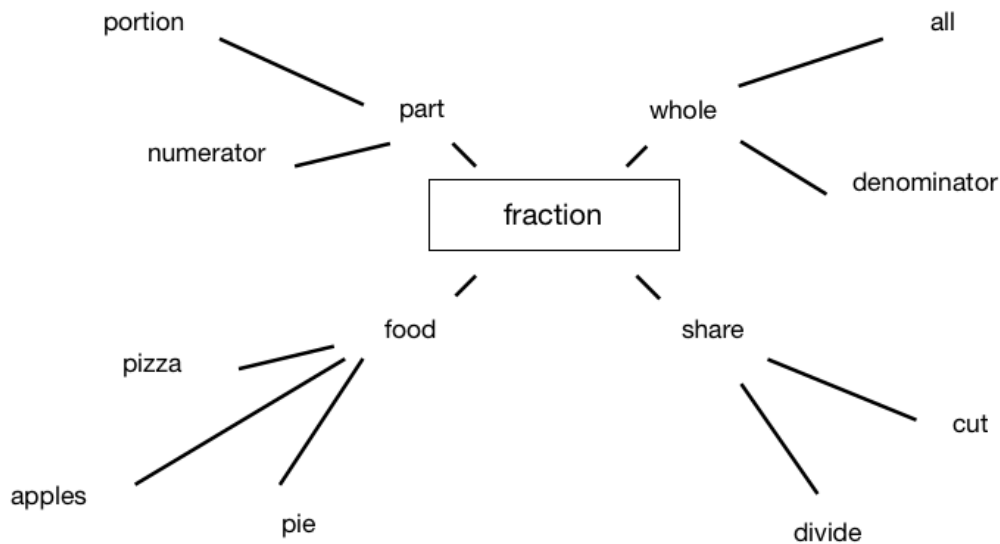 portion
all
part
whole
numerator
denominator
fraction
food
share
pizza
cut
apples
pie
divide